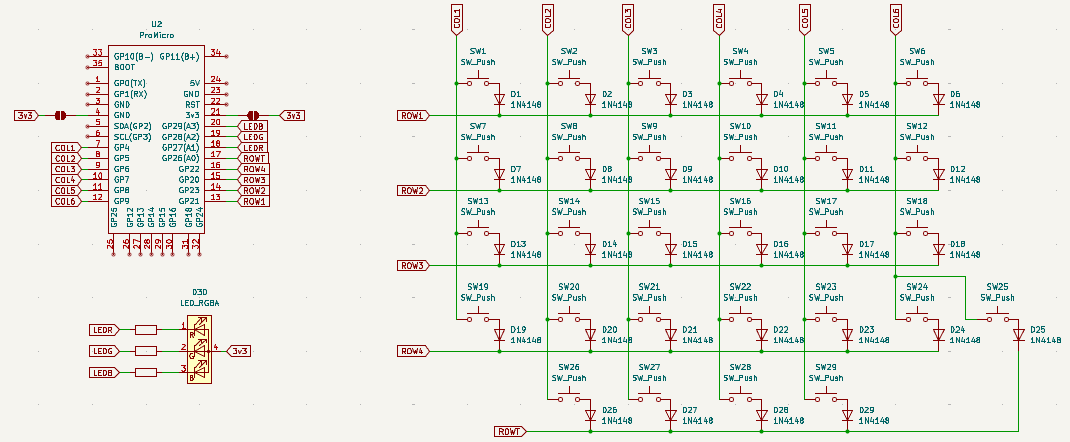 U2
ProMicro
33 GP10(B-) GP11(B+) 34
35 BOOT
1 GP0(TX) 5V 24
2 GP1(RX) GND 23
3 GND RST 22
3v3 4 GND 3v3 21 3v3
5 SDA(GP2) GP29(A3) 20 LEDB
6 SCL(GP3) GP28(A2) 19 LEDG
COL1 7 GP4 GP27(A1) 18 LEDR
COL2 8 GP5 GP26(A0) 17 ROWT
COL3 9 GP6 GP22 16 ROW4
COL4 10 GP7 GP20 15 ROW3
COL5 11 GP8 GP23 14 ROW2
COL6 12 GP9 GP21 13 ROW1
GP25 GP12 GP13 GP14 GP15 GP16 GP18 GP24
25 26 27 28 29 30 31 32
D30
LED_RGBA
LEDR 1 R
LEDG 2 G 4 3v3
LEDB 3 B
COL1 COL2 COL3 COL4 COL5 COL6
SW1 SW2 SW3 SW4 SW5 SW6
SW_Push SW_Push SW_Push SW_Push SW_Push SW_Push
D1 D2 D3 D4 D5 D6
1N4148 1N4148 1N4148 1N4148 1N4148 1N4148
ROW1
SW7 SW8 SW9 SW10 SW11 SW12
SW_Push SW_Push SW_Push SW_Push SW_Push SW_Push
D7 D8 D9 D10 D11 D12
1N4148 1N4148 1N4148 1N4148 1N4148 1N4148
ROW2
SW13 SW14 SW15 SW16 SW17 SW18
SW_Push SW_Push SW_Push SW_Push SW_Push SW_Push
D13 D14 D15 D16 D17 D18
1N4148 1N4148 1N4148 1N4148 1N4148 1N4148
ROW3
SW19 SW20 SW21 SW22 SW23 SW24 SW25
SW_Push SW_Push SW_Push SW_Push SW_Push SW_Push SW_Push
D19 D20 D21 D22 D23 D24 D25
1N4148 1N4148 1N4148 1N4148 1N4148 1N4148 1N4148
ROW4
SW26 SW27 SW28 SW29
SW_Push SW_Push SW_Push SW_Push
D26 D27 D28 D29
1N4148 1N4148 1N4148 1N4148
ROWT